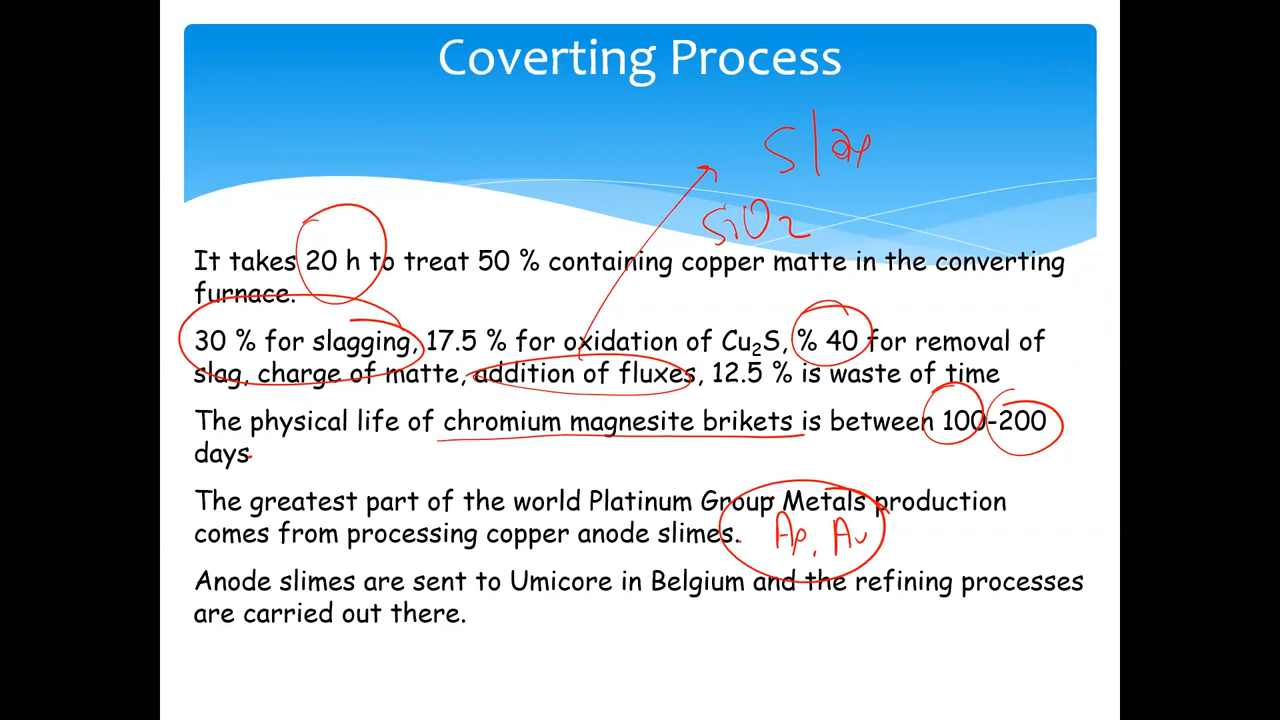 Coverting Process
Slag
SiO2
It takes 20 h to treat 50 % containing copper matte in the converting
furnace.
30 % for slagging, 17.5 % for oxidation of Cu2S, % 40 for removal of
slag, charge of matte, addition of fluxes, 12.5 % is waste of time
The physical life of chromium magnesite brikets is between 100-200
days.
The greatest part of the world Platinum Group Metals production
comes from processing copper anode slimes.
Ag, Au
Anode slimes are sent to Umicore in Belgium and the refining processes
are carried out there.